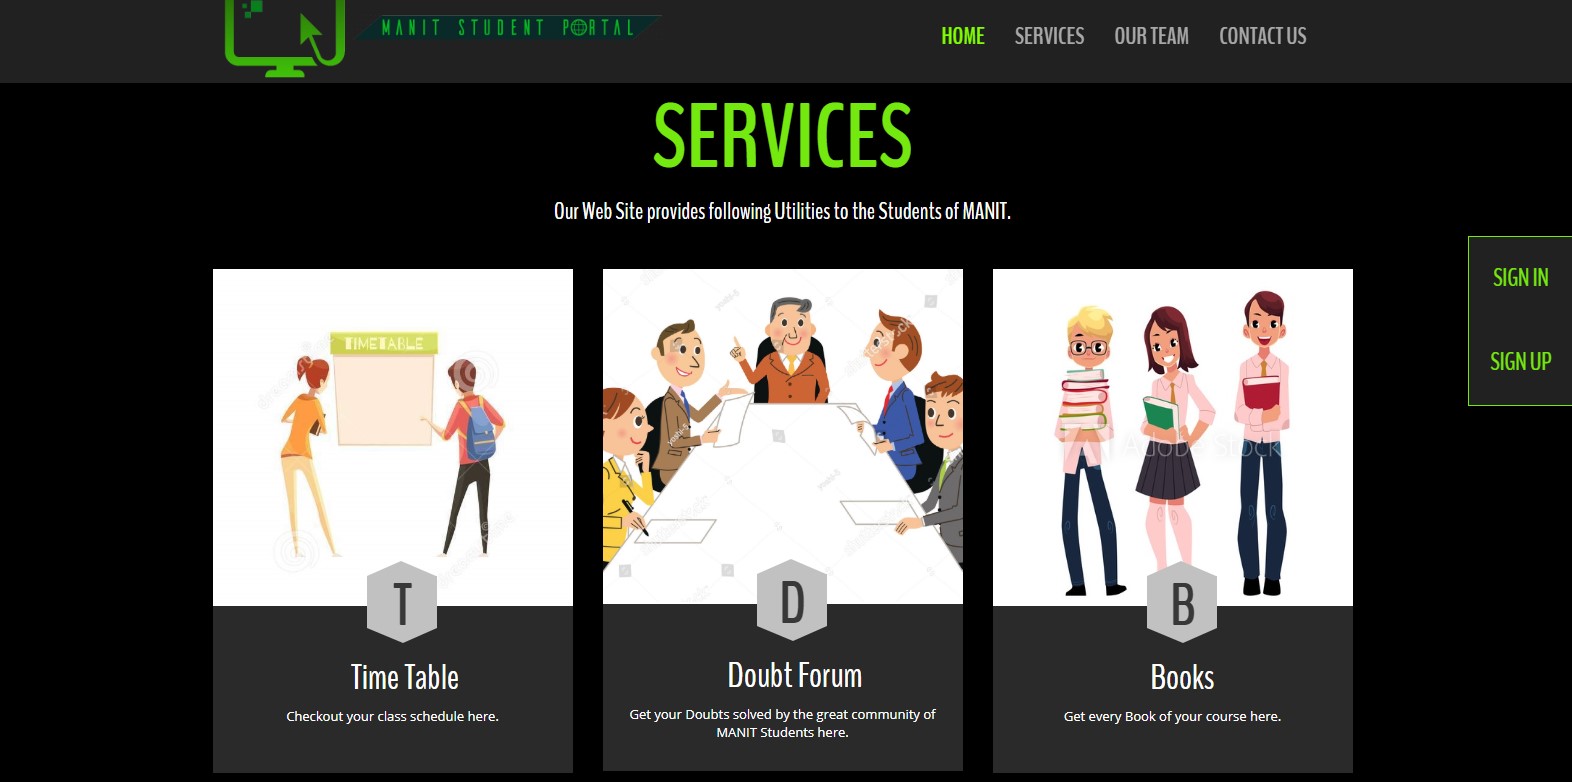 MANIT STUDENT PORTAL
HOME SERVICES OUR TEAM CONTACT US
SERVICES
Our Web Site provides following Utilities to the Students of MANIT.
SIGN IN
SIGN UP
TIMETABLE
Adobe Stock
T
D
B
Time Table
Doubt Forum
Books
Checkout your class schedule here.
Get your Doubts solved by the great community of
MANIT Students here.
Get every Book of your course here.